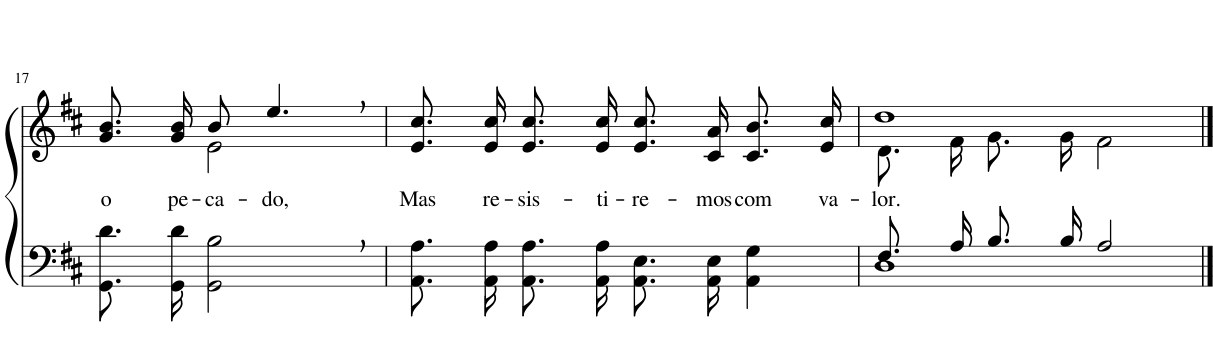 17
o pe-ca-do, Mas re-sis-ti-re-mos com va-lor.